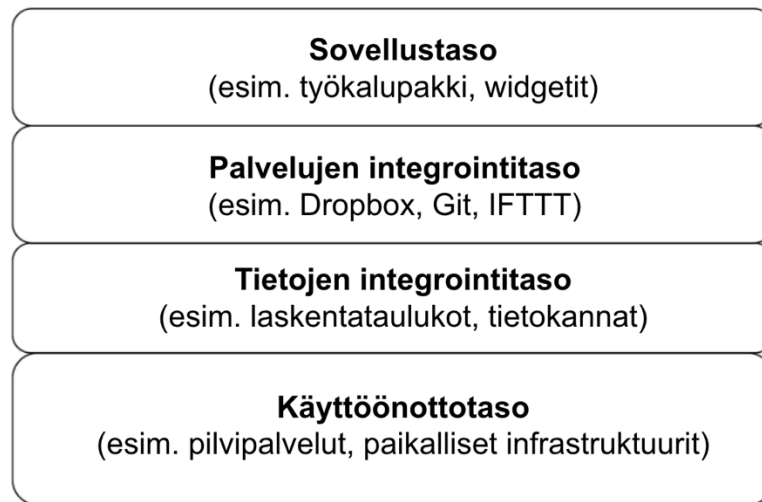 Sovellustaso
(esim. työkalupakki, widgetit)
Palvelujen integrointitaso
(esim. Dropbox, Git, IFTTT)
Tietojen integrointitaso
(esim. laskentataulukot, tietokannat)
Käyttöönottotaso
(esim. pilvipalvelut, paikalliset infrastruktuurit)